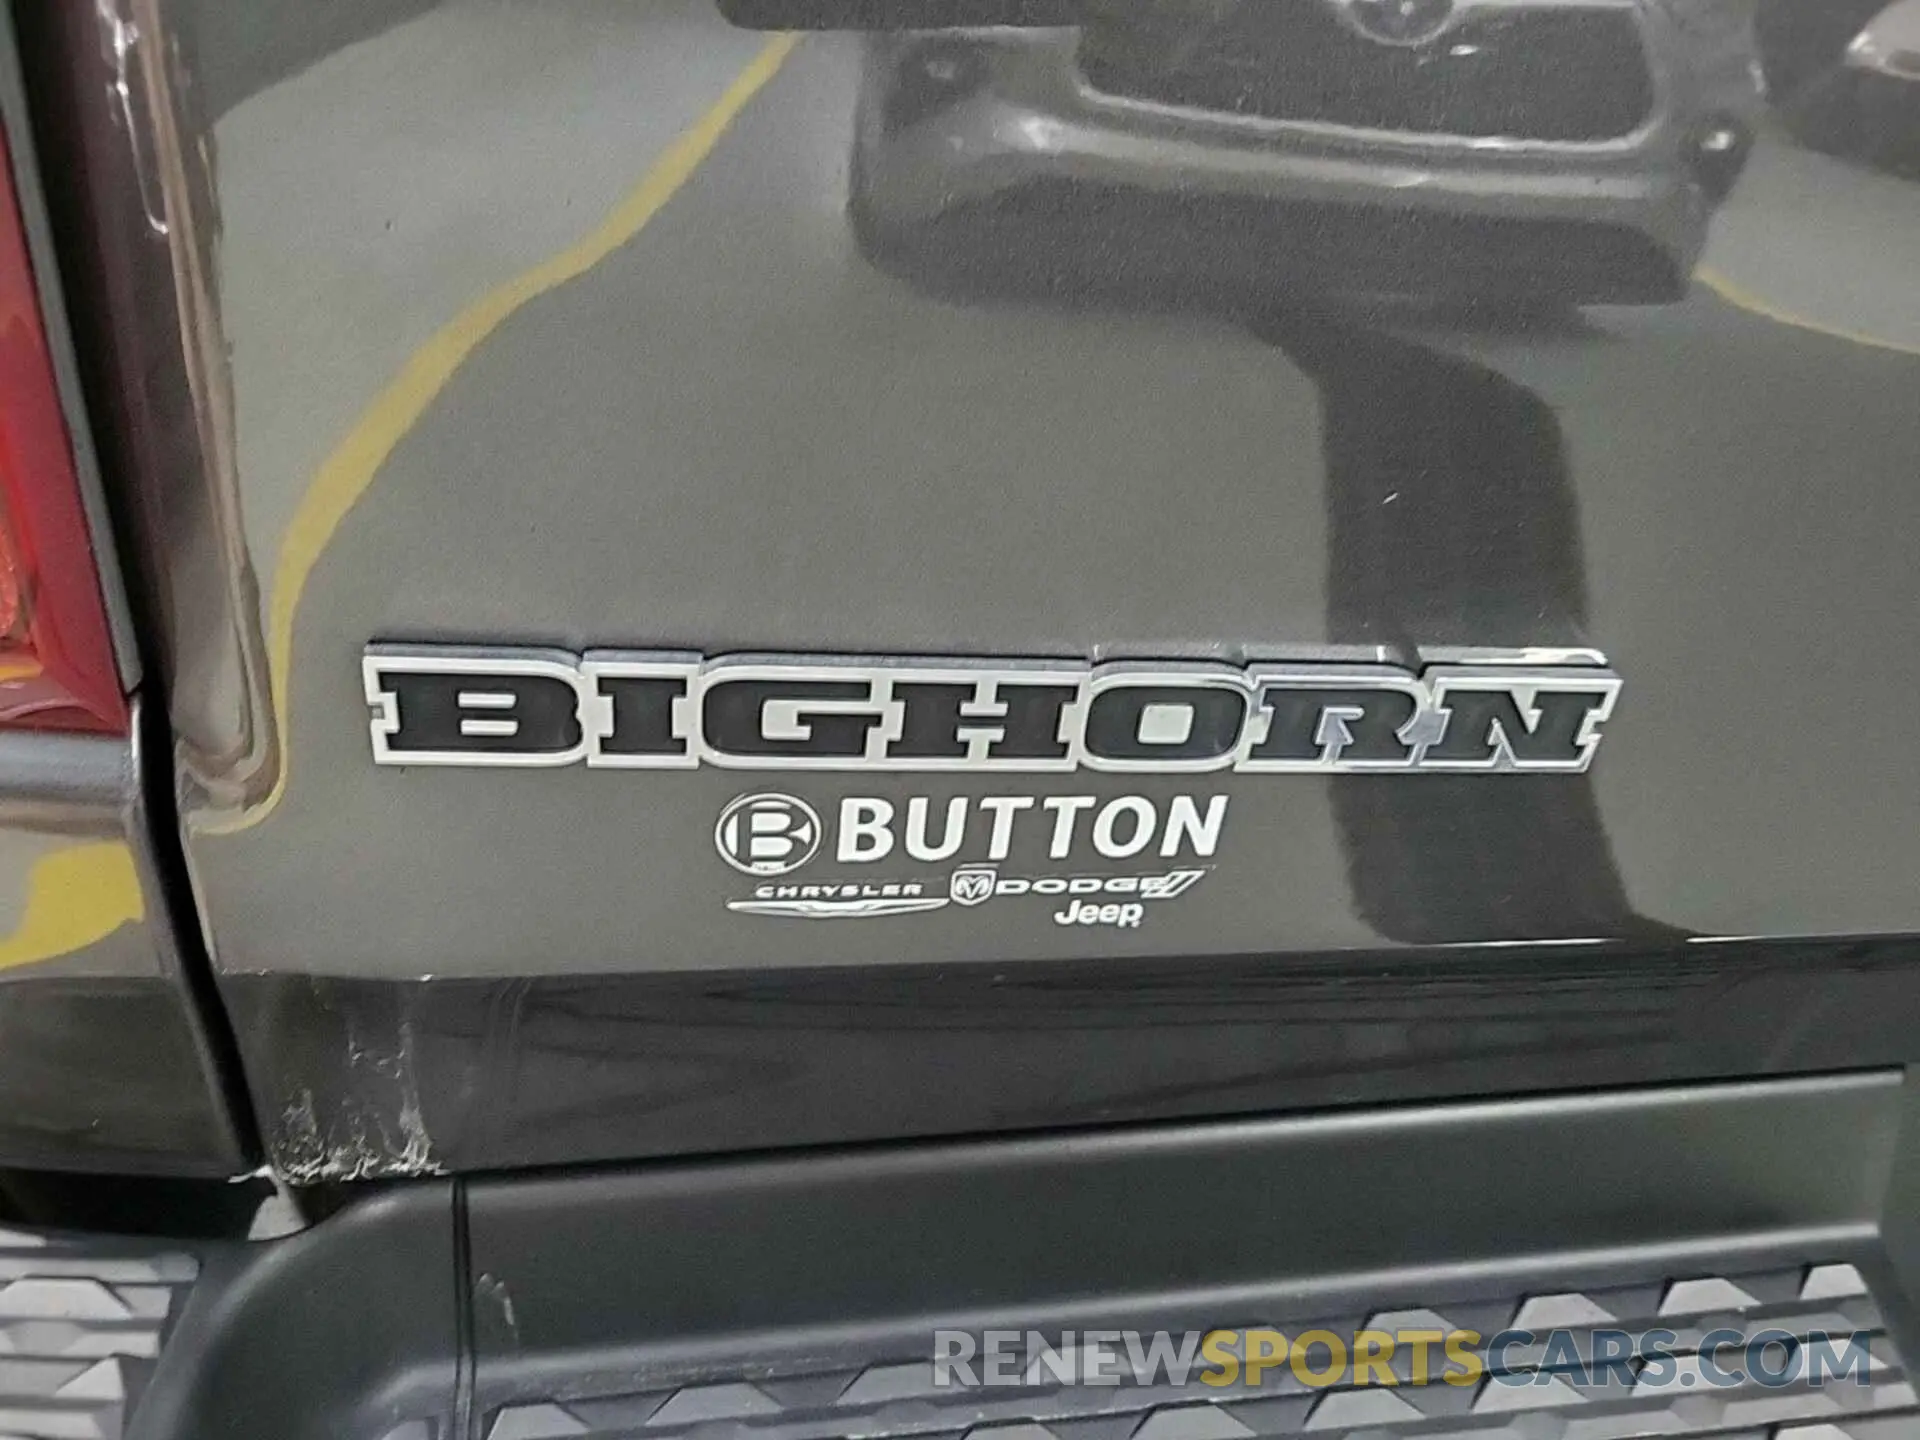 BIGHORN
B BUTTON
CHRYSLER DODGE
Jeep
RENEWSPORTSCARS.COM